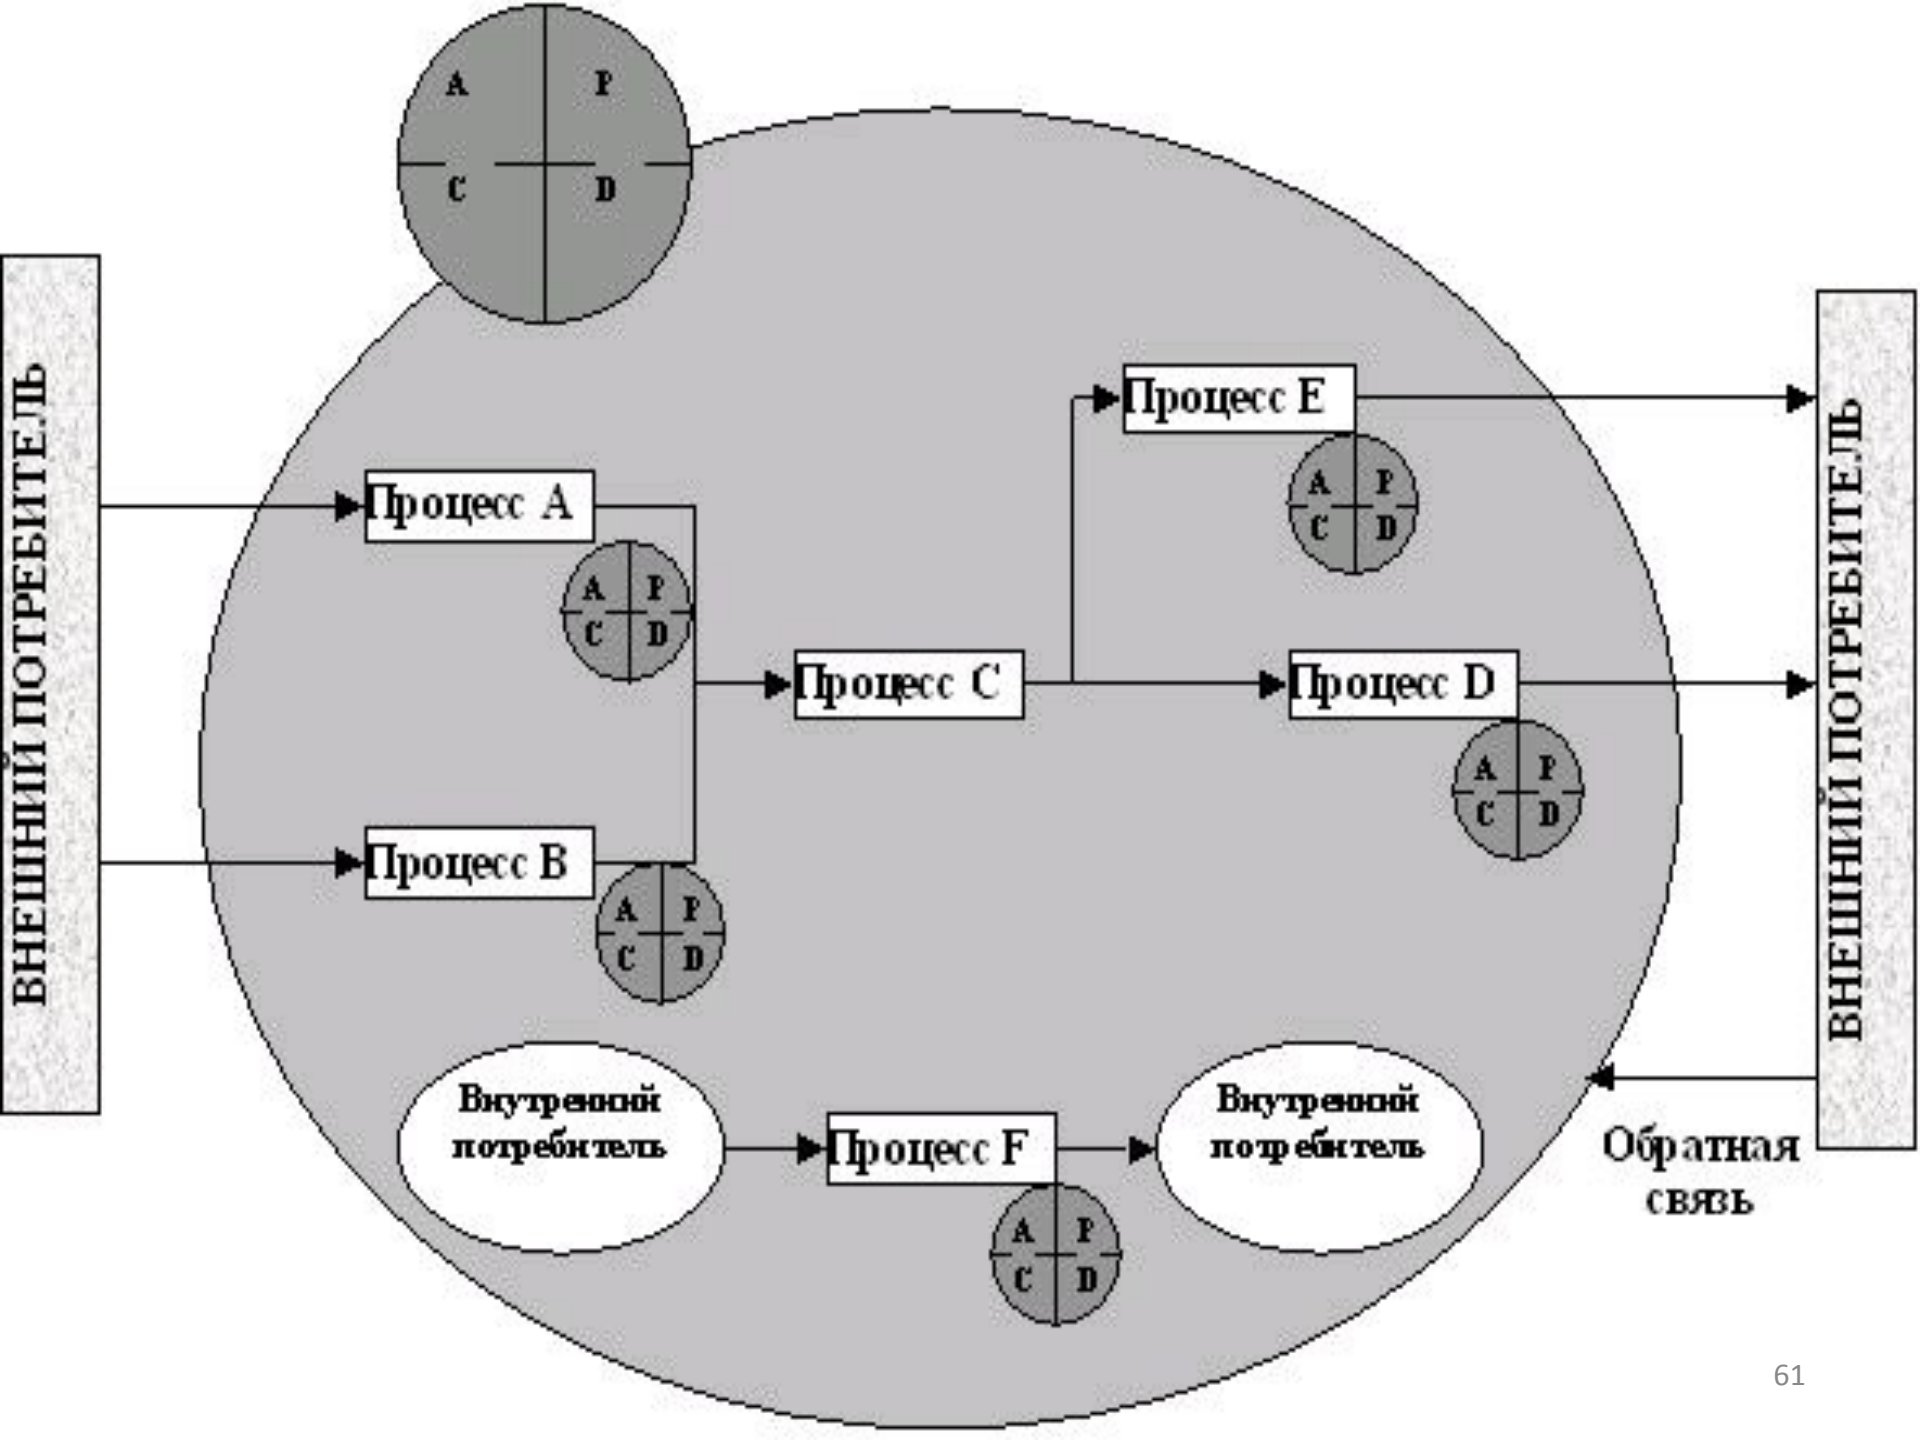 A P
C D
ВНЕШНИЙ ПОТРЕБИТЕЛЬ
Процесс E
A P
C D
Процесс A
A P
C D
Процесс C
Процесс D
A P
C D
Процесс B
A P
C D
ВНЕШНИЙ ПОТРЕБИТЕЛЬ
Внутренний
потребитель
Процесс F
A P
C D
Внутренний
потребитель
Обратная
связь
61